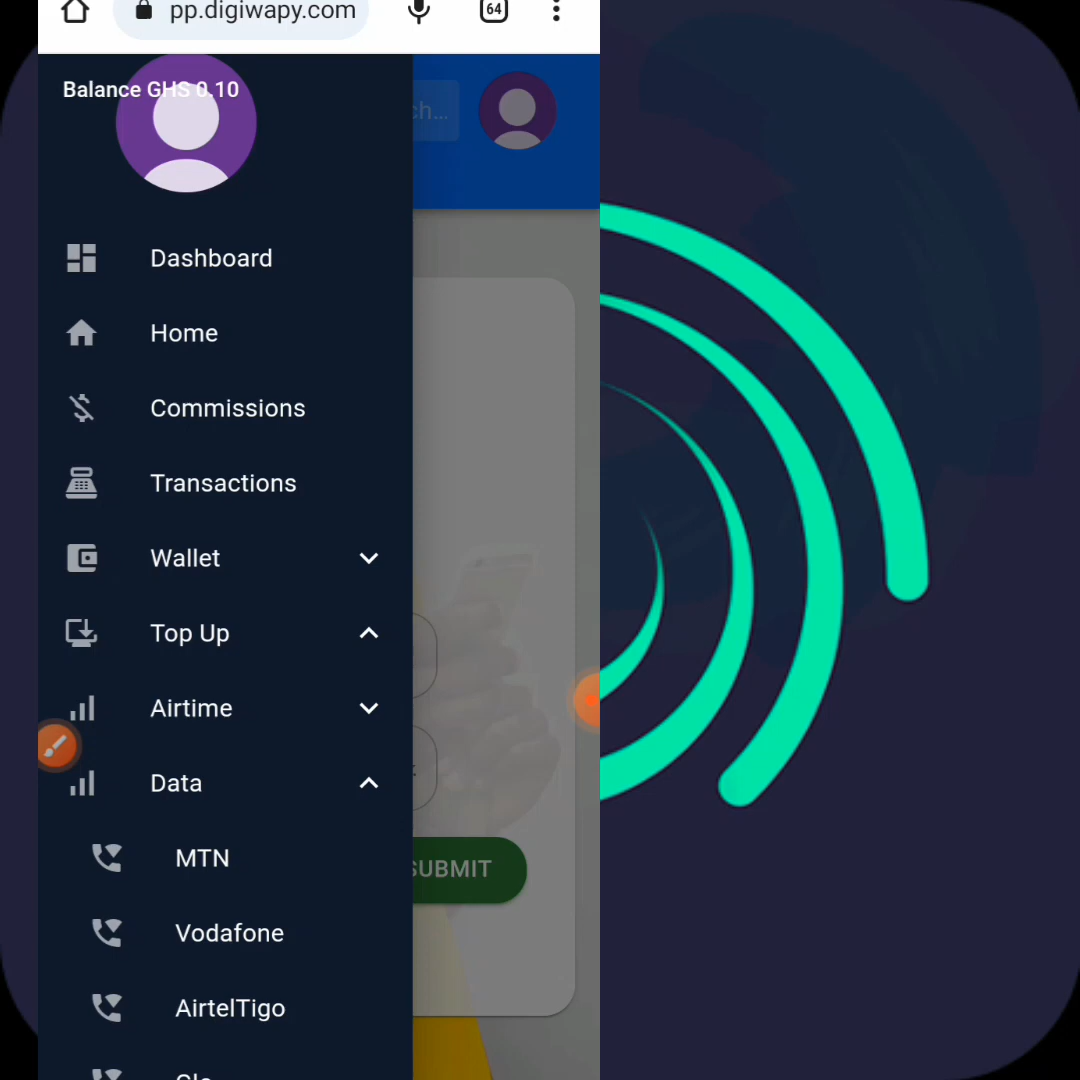 pp.digiwapy.com
64
Balance GHS 0.10
ch...
Dashboard
Home
Commissions
Transactions
Wallet
Top Up
Airtime
Data
MTN
SUBMIT
Vodafone
AirtelTigo